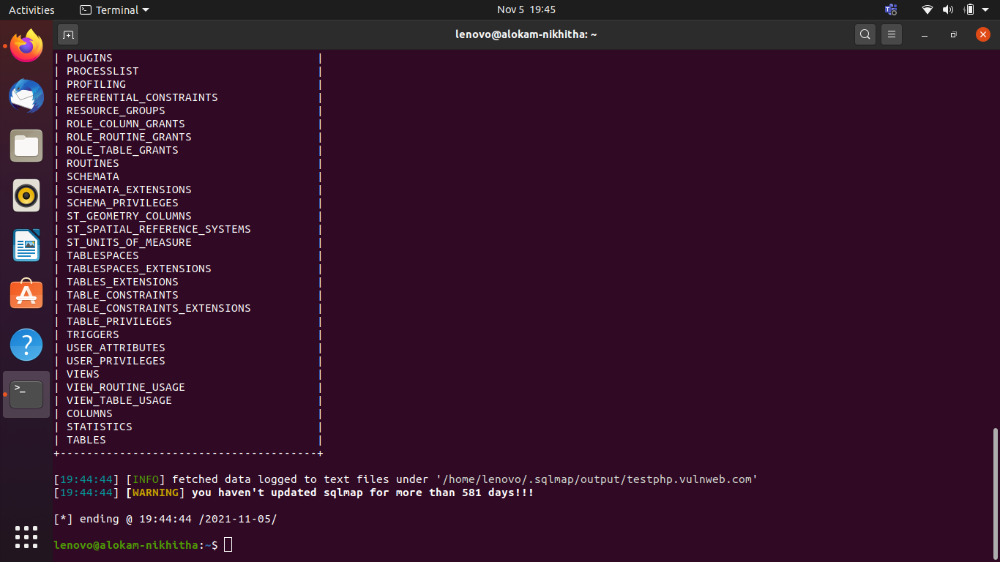 Activities Terminal Nov 5 19:45
lenovo@alokam-nikhitha: ~
| PLUGINS |
| PROCESSLIST |
| PROFILING |
| REFERENTIAL_CONSTRAINTS |
| RESOURCE_GROUPS |
| ROLE_COLUMN_GRANTS |
| ROLE_ROUTINE_GRANTS |
| ROLE_TABLE_GRANTS |
| ROUTINES |
| SCHEMATA |
| SCHEMATA_EXTENSIONS |
| SCHEMA_PRIVILEGES |
| ST_GEOMETRY_COLUMNS |
| ST_SPATIAL_REFERENCE_SYSTEMS |
| ST_UNITS_OF_MEASURE |
| TABLESPACES |
| TABLESPACES_EXTENSIONS |
| TABLES_EXTENSIONS |
| TABLE_CONSTRAINTS |
| TABLE_CONSTRAINTS_EXTENSIONS |
| TABLE_PRIVILEGES |
| TRIGGERS |
| USER_ATTRIBUTES |
| USER_PRIVILEGES |
| VIEWS |
| VIEW_ROUTINE_USAGE |
| VIEW_TABLE_USAGE |
| COLUMNS |
| STATISTICS |
| TABLES |
+---------------------------------------+
[19:44:44] [INFO] fetched data logged to text files under '/home/lenovo/.sqlmap/output/testphp.vulnweb.com'
[19:44:44] [WARNING] you haven't updated sqlmap for more than 581 days!!!
[*] ending @ 19:44:44 /2021-11-05/
lenovo@alokam-nikhitha:~$